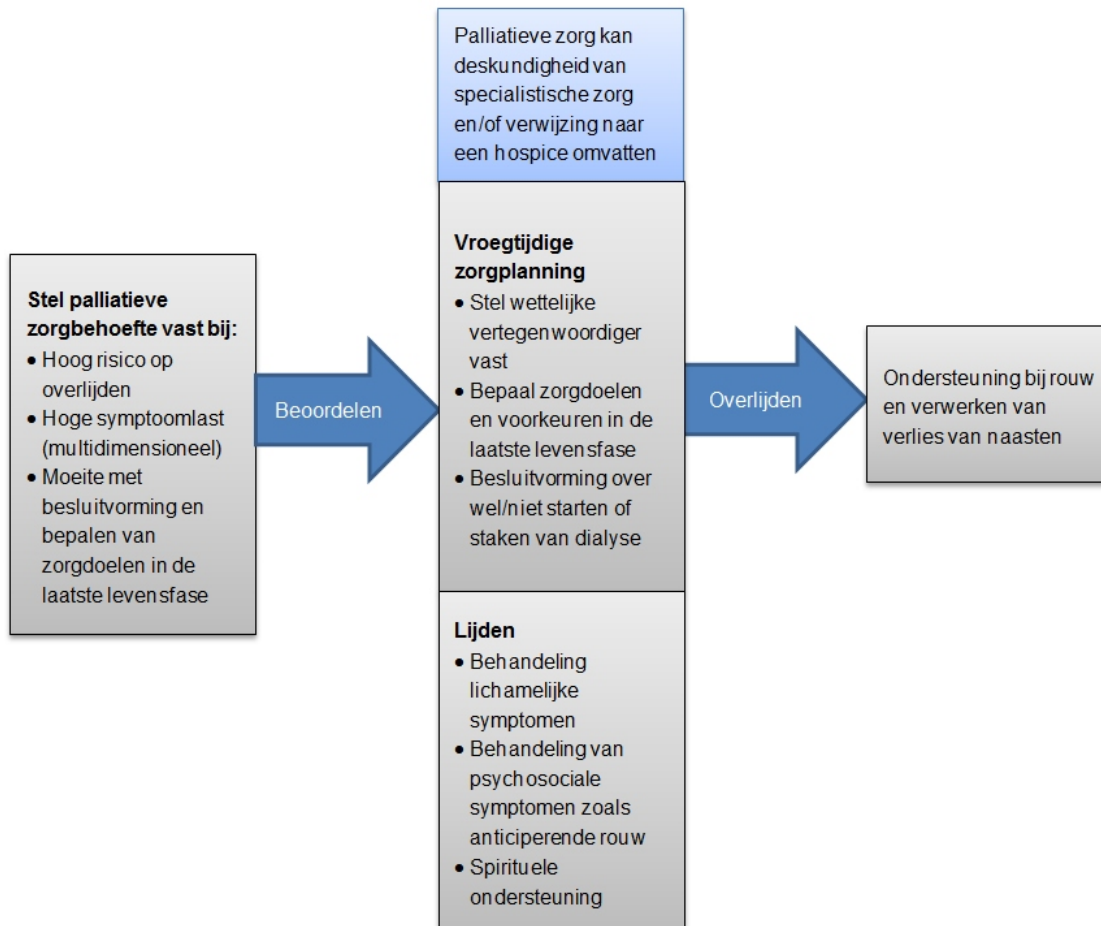 Palliatieve zorg kan
deskundigheid van
specialistische zorg
en/of verwijzing naar
een hospice omvatten
Stel palliatieve
zorgbehoefte vast bij:
• Hoog risico op
overlijden
• Hoge symptoomlast
(multidimensioneel)
• Moeite met
besluitvorming en
bepalen van
zorgdoelen in de
laatste levensfase
Beoordelen
Vroegtijdige
zorgplanning
• Stel wettelijke
vertegenwoordiger
vast
• Bepaal zorgdoelen
en voorkeuren in de
laatste levensfase
• Besluitvorming over
wel/niet starten of
staken van dialyse
Lijden
• Behandeling
lichamelijke
symptomen
• Behandeling van
psychosociale
symptomen zoals
anticiperende rouw
• Spirituele
ondersteuning
Overlijden
Ondersteuning bij rouw
en verwerken van
verlies van naasten